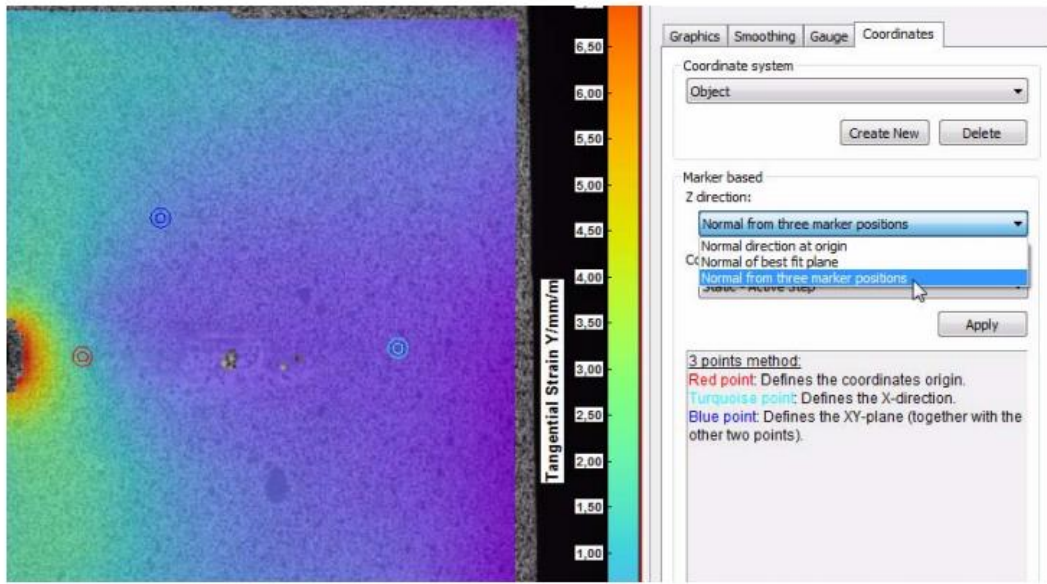 6,50
6,00
5,50
5,00
4,50
4,00
3,50
3,00
2,50
2,00
1,50
1,00
Tangential Strain Y/mm/m
Graphics Smoothing Gauge Coordinates
Coordinate system
Object
Create New Delete
Marker based
Z direction:
Normal from three marker positions
Normal direction at origin
Normal of best fit plane
Normal from three marker positions
Static - Active Step
Apply
3 points method:
Red point: Defines the coordinates origin.
Turquoise point: Defines the X-direction.
Blue point: Defines the XY-plane (together with the
other two points).